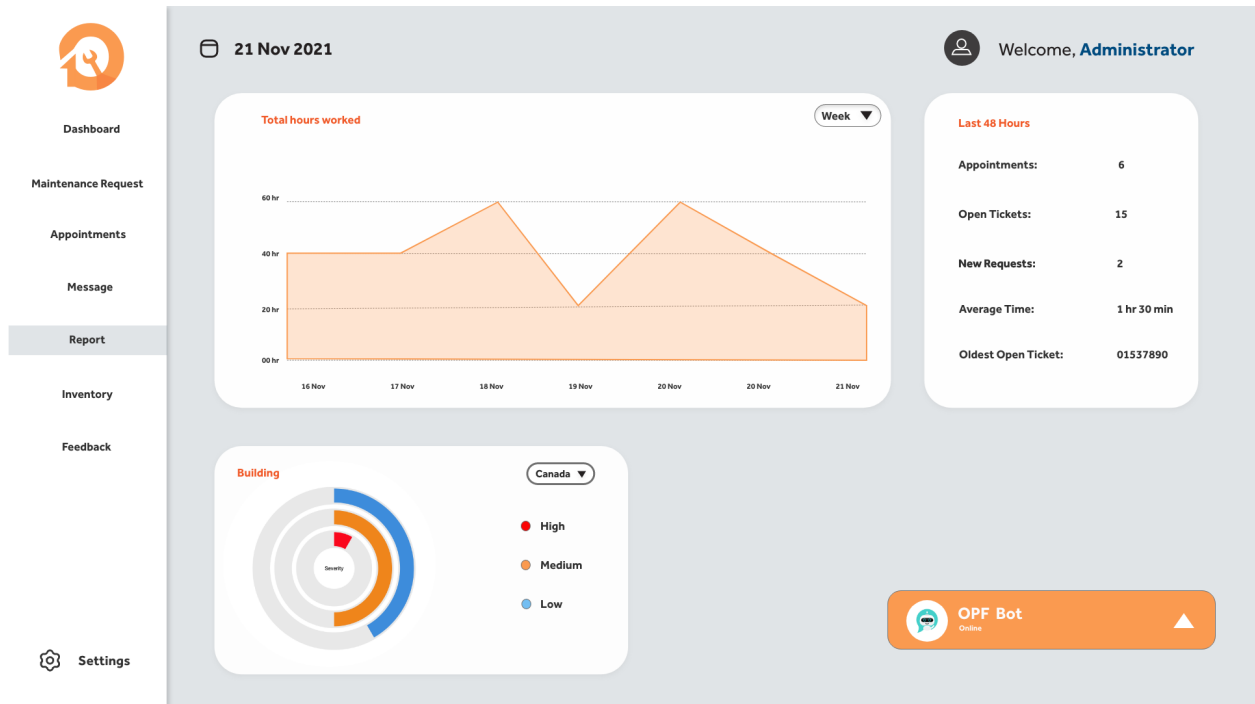 21 Nov 2021
Welcome, Administrator
Dashboard
Maintenance Request
Appointments
Message
Report
Inventory
Feedback
Settings
Total hours worked
Week
60 hr
40 hr
20 hr
00 hr
16 Nov
17 Nov
18 Nov
19 Nov
20 Nov
20 Nov
21 Nov
Last 48 Hours
Appointments: 6
Open Tickets: 15
New Requests: 2
Average Time: 1 hr 30 min
Oldest Open Ticket: 01537890
Building
Canada
Severity
High
Medium
Low
OPF Bot
Online